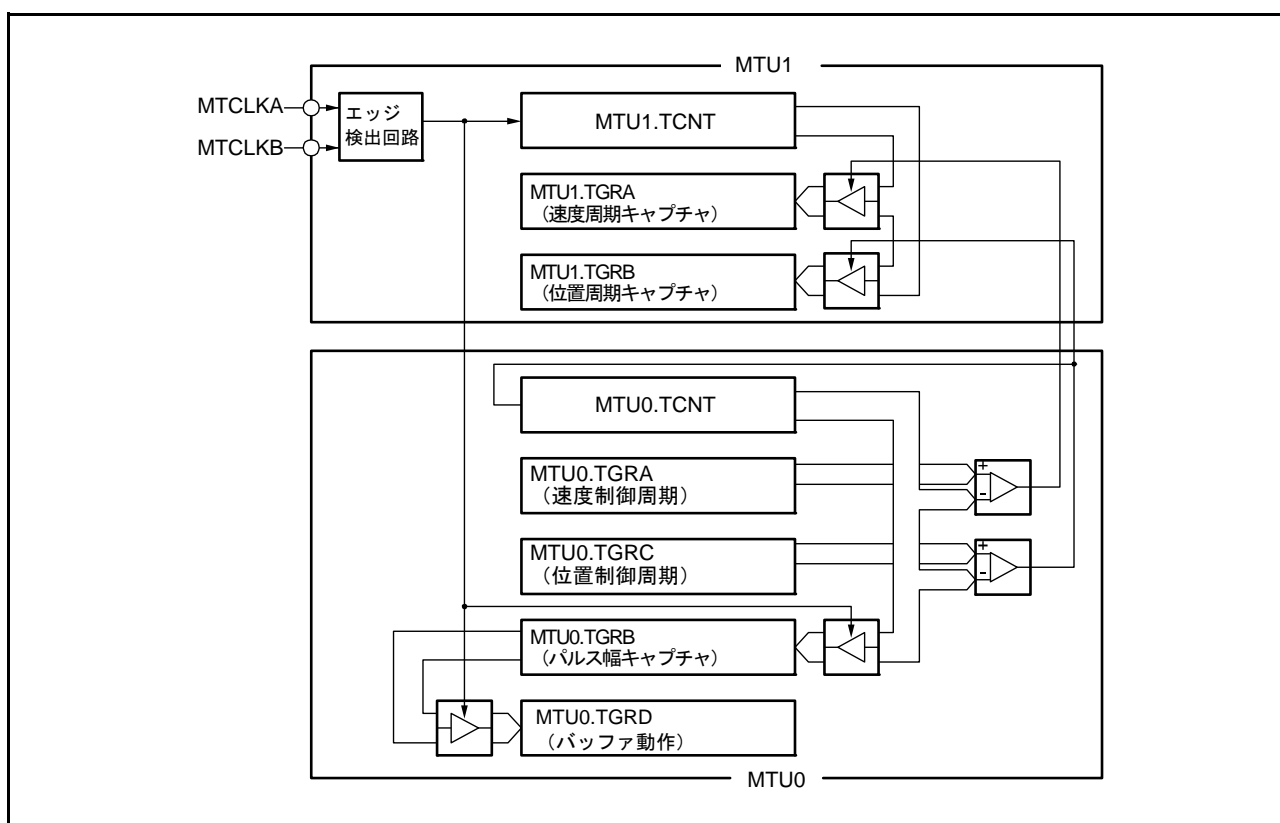 MTU1
MTCLKA
MTCLKB
エッジ
検出回路
MTU1.TCNT
MTU1.TGRA
（速度周期キャプチャ）
MTU1.TGRB
（位置周期キャプチャ）
MTU0.TCNT
MTU0.TGRA
（速度制御周期）
+
-
MTU0.TGRC
（位置制御周期）
+
-
MTU0.TGRB
（パルス幅キャプチャ）
MTU0.TGRD
（バッファ動作）
MTU0